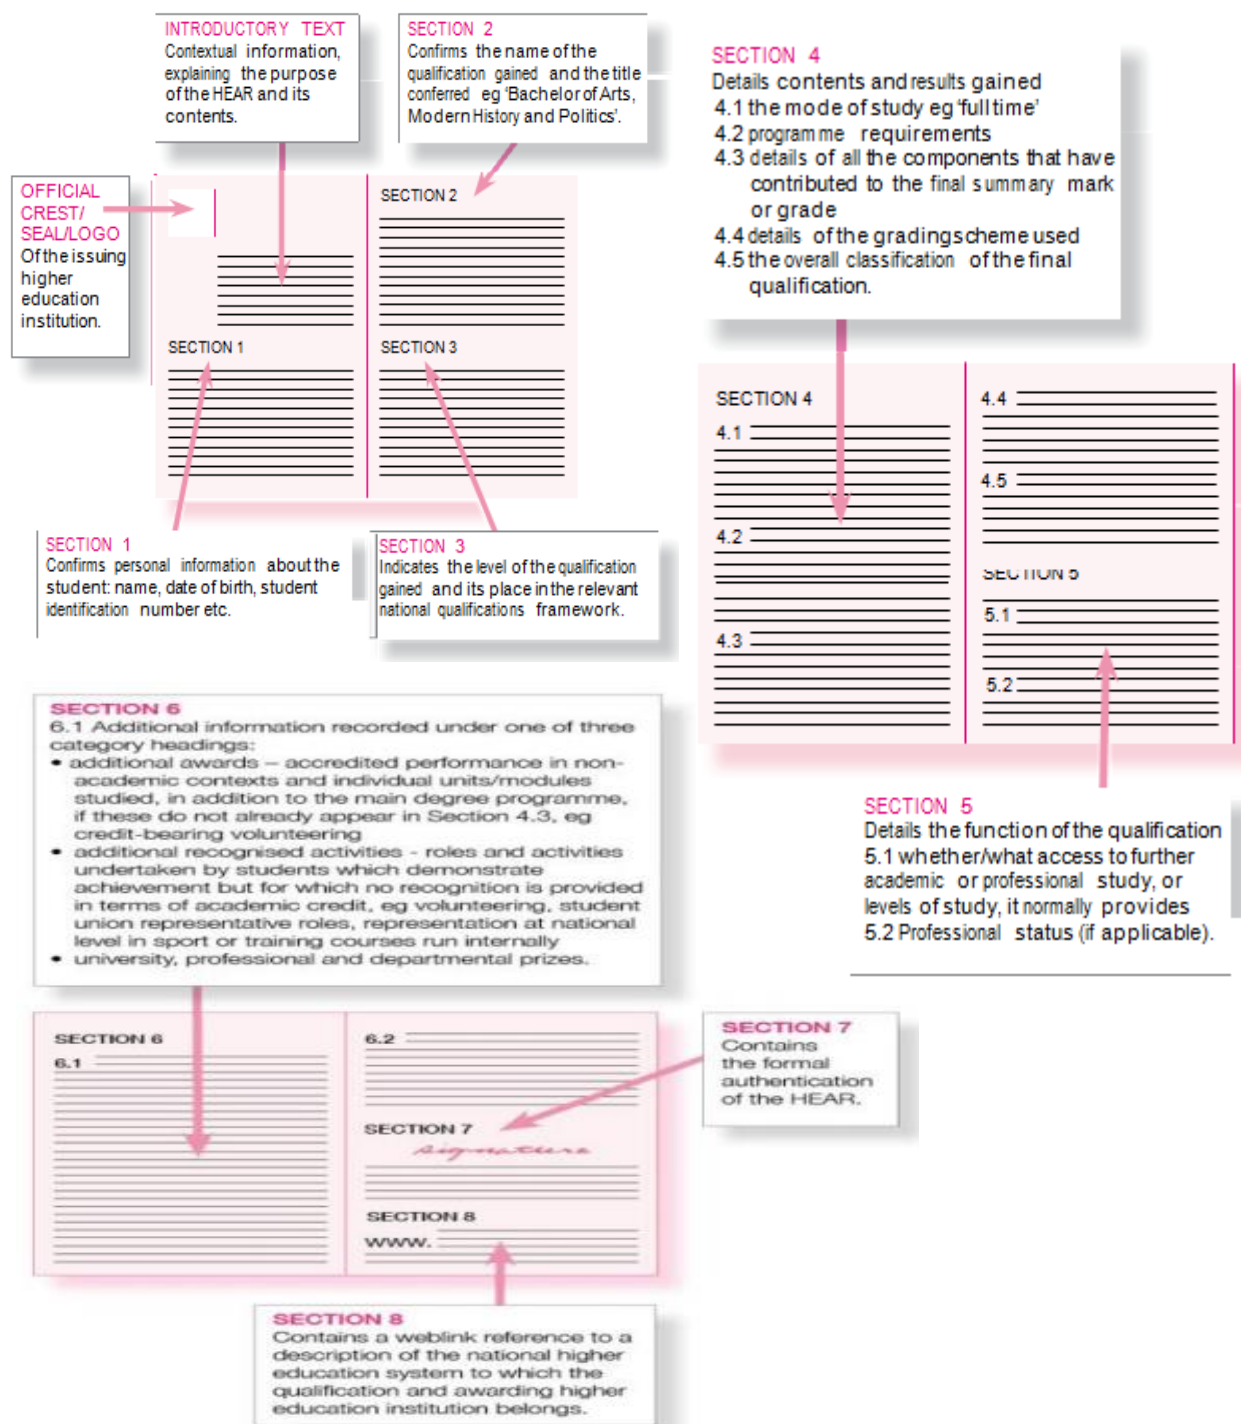 INTRODUCTORY TEXT
Contextual information,
explaining the purpose
of the HEAR and its
contents.
SECTION 2
Confirms the name of the
qualification gained and the title
conferred eg ‘Bachelor of Arts,
Modern History and Politics’.
OFFICIAL
CREST/
SEAL/LOGO
Of the issuing
higher
education
institution.
SECTION 2
SECTION 1
SECTION 3
SECTION 1
Confirms personal information about the
student: name, date of birth, student
identification number etc.
SECTION 3
Indicates the level of the qualification
gained and its place in the relevant
national qualifications framework.
SECTION 4
Details contents and results gained
4.1 the mode of study eg ‘full time’
4.2 programme requirements
4.3 details of all the components that have
contributed to the final summary mark
or grade
4.4 details of the grading scheme used
4.5 the overall classification of the final
qualification.
SECTION 4
4.1
4.2
4.3
4.4
4.5
SECTION 5
5.1
5.2
SECTION 5
Details the function of the qualification
5.1 whether/what access to further
academic or professional study, or
levels of study, it normally provides
5.2 Professional status (if applicable).
SECTION 6
6.1 Additional information recorded under one of three
category headings:
• additional awards – accredited performance in non-
academic contexts and individual units/modules
studied, in addition to the main degree programme,
if these do not already appear in Section 4.3, eg
credit-bearing volunteering
• additional recognised activities - roles and activities
undertaken by students which demonstrate
achievement but for which no recognition is provided
in terms of academic credit, eg volunteering, student
union representative roles, representation at national
level in sport or training courses run internally
• university, professional and departmental prizes.
SECTION 6
6.1
6.2
SECTION 7
signature
SECTION 8
www.
SECTION 7
Contains
the formal
authentication
of the HEAR.
SECTION 8
Contains a weblink reference to a
description of the national higher
education system to which the
qualification and awarding higher
education institution belongs.